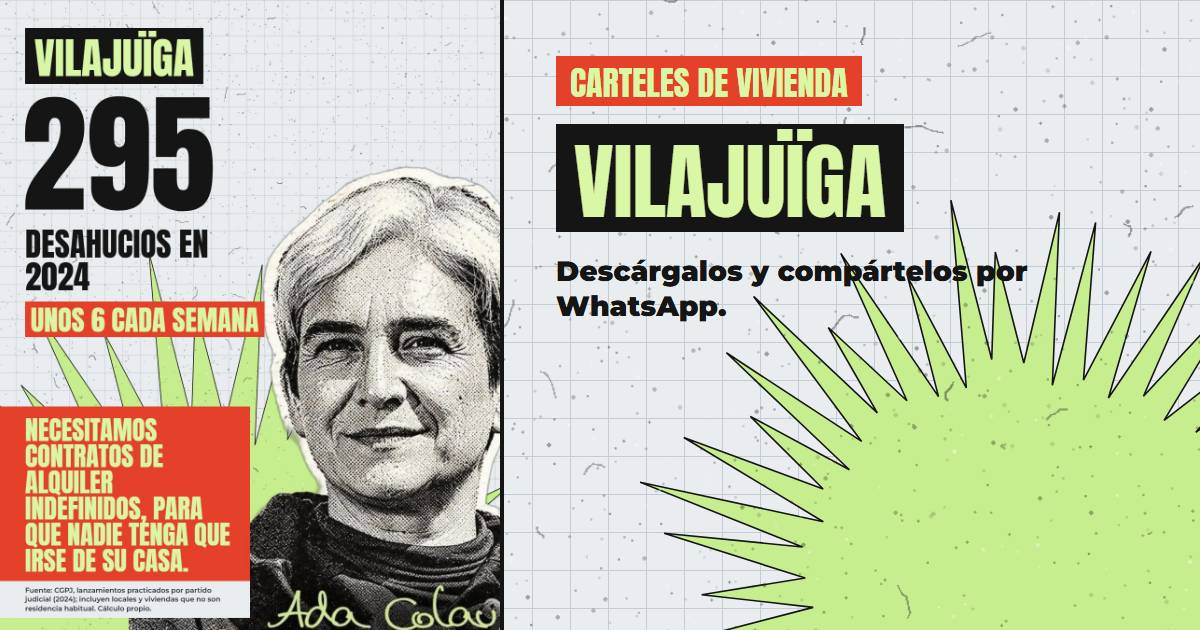 VILAJUÏGA
295
DESAHUCIOS EN
2024
UNOS 6 CADA SEMANA
NECESITAMOS
CONTRATOS DE
ALQUILER
INDEFINIDOS, PARA
QUE NADIE TENGA QUE
IRSE DE SU CASA.
Fuente: CGPJ, lanzamientos practicados por partido
judicial (2024); incluyen locales y viviendas que no son
residencia habitual. Cálculo propio.
Ada Colau
CARTELES DE VIVIENDA
VILAJUÏGA
Descárgalos y compártelos por
WhatsApp.